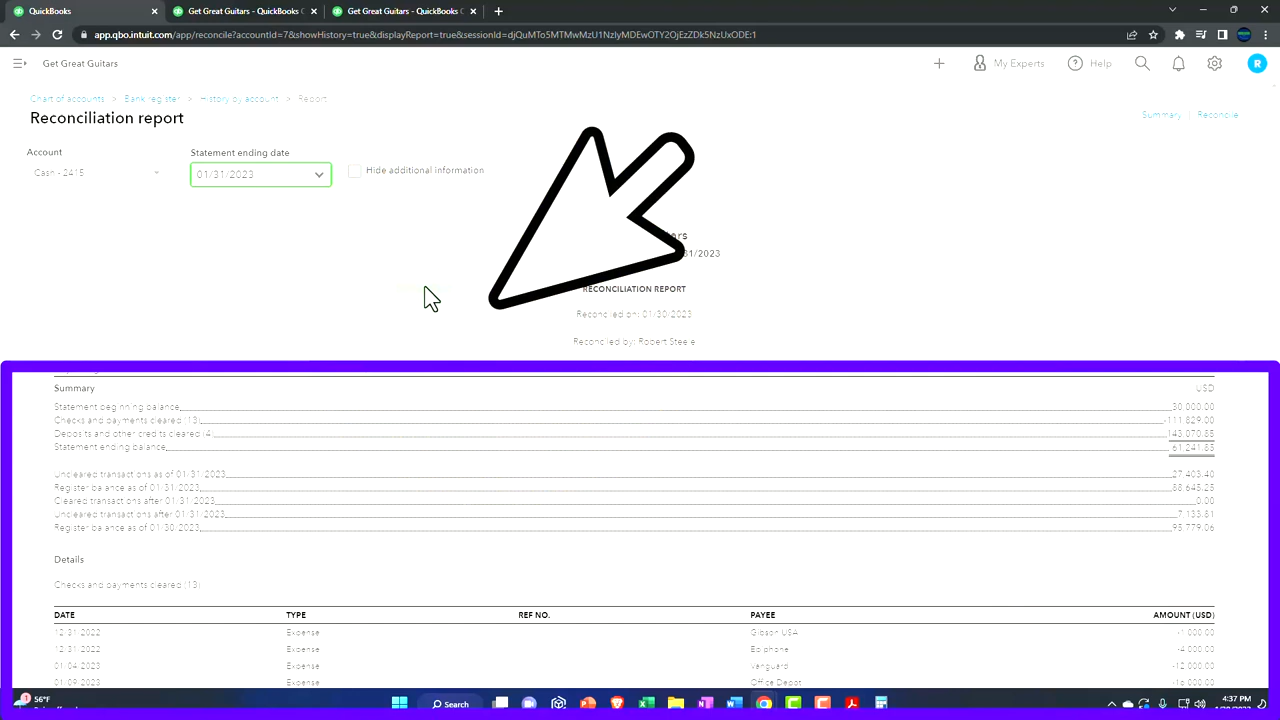 QuickBooks
Get Great Guitars - QuickBooks C
Get Great Guitars - QuickBooks C
app.qbo.intuit.com/app/reconcile?accountId=7&showHistory=true&displayReport=true&sessionId=
Get Great Guitars
My Experts
Help
R
Chart of accounts > Bank register > History by account > Report
Reconciliation report
Summary | Reconcile
Account
Statement ending date
Cash - 2415
01/31/2023
Hide additional information
31/2023
RECONCILIATION REPORT
Reconciled on: 01/30/2023
Reconciled by: Robert Steele
Summary USD
Statement beginning balance 30,000.00
Checks and payments cleared (13) -111,829.00
Deposits and other credits cleared (4) 143,070.85
Statement ending balance 61,241.85
Uncleared transactions as of 01/31/2023 27,403.40
Register balance as of 01/31/2023 88,645.25
Cleared transactions after 01/31/2023 0.00
Uncleared transactions after 01/31/2023 7,133.81
Register balance as of 01/30/2023 95,779.06
Details
Checks and payments cleared (13)
DATE TYPE REF NO. PAYEE AMOUNT (USD)
12/31/2022 Expense Gibson USA -1,000.00
12/31/2022 Expense Epiphone -4,000.00
01/04/2023 Expense Vanguard -12,000.00
01/09/2023 Expense Office Depot -16,000.00
56°F
Search
4:37 PM